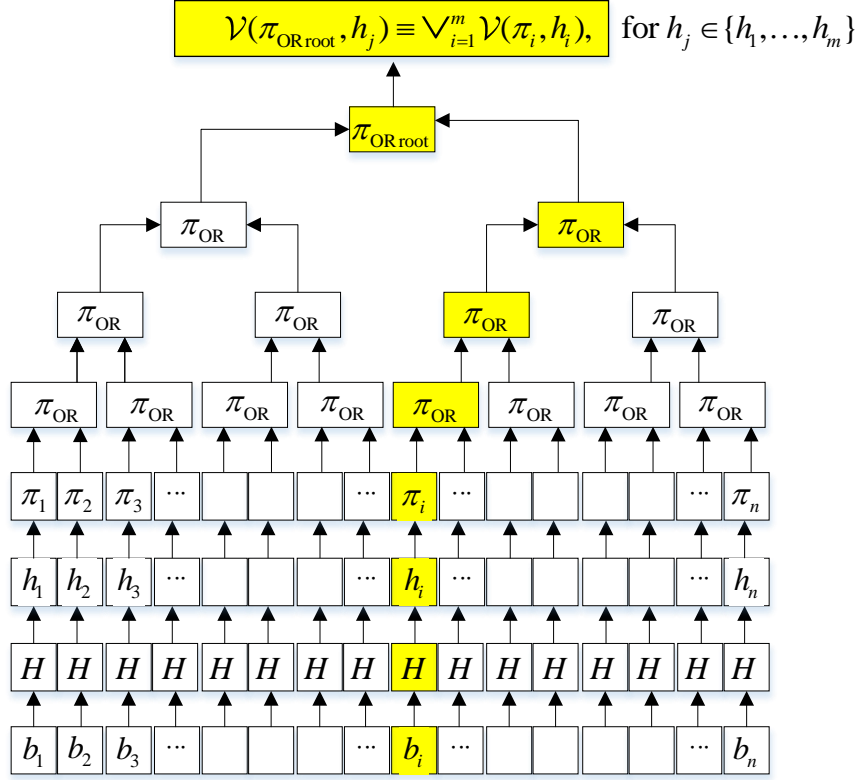 𝒱(π_OR root, h_j) ≡ ⋁_{i=1}^{m} 𝒱(π_i, h_i), for h_j ∈ {h_1,…,h_m}
π_OR root
π_OR π_OR
π_OR π_OR π_OR π_OR
π_OR π_OR π_OR π_OR π_OR π_OR π_OR π_OR
π_1 π_2 π_3 ... ... π_i ... ... π_n
h_1 h_2 h_3 ... ... h_i ... ... h_n
H H H H H H H H H H H H H H H H
b_1 b_2 b_3 ... ... b_i ... ... b_n